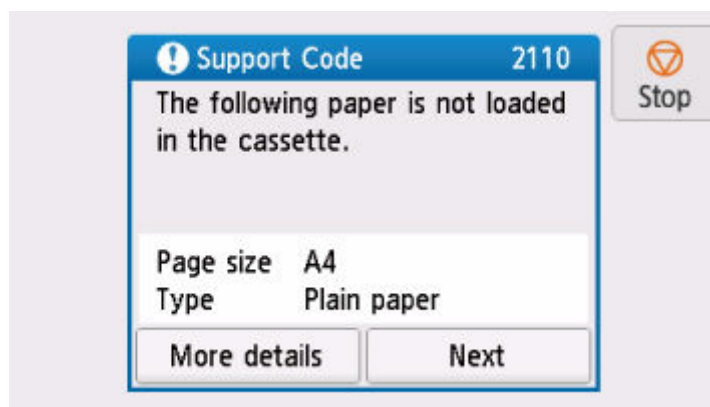 Support Code 2110
Stop
The following paper is not loaded
in the cassette.
Page size A4
Type Plain paper
More details Next